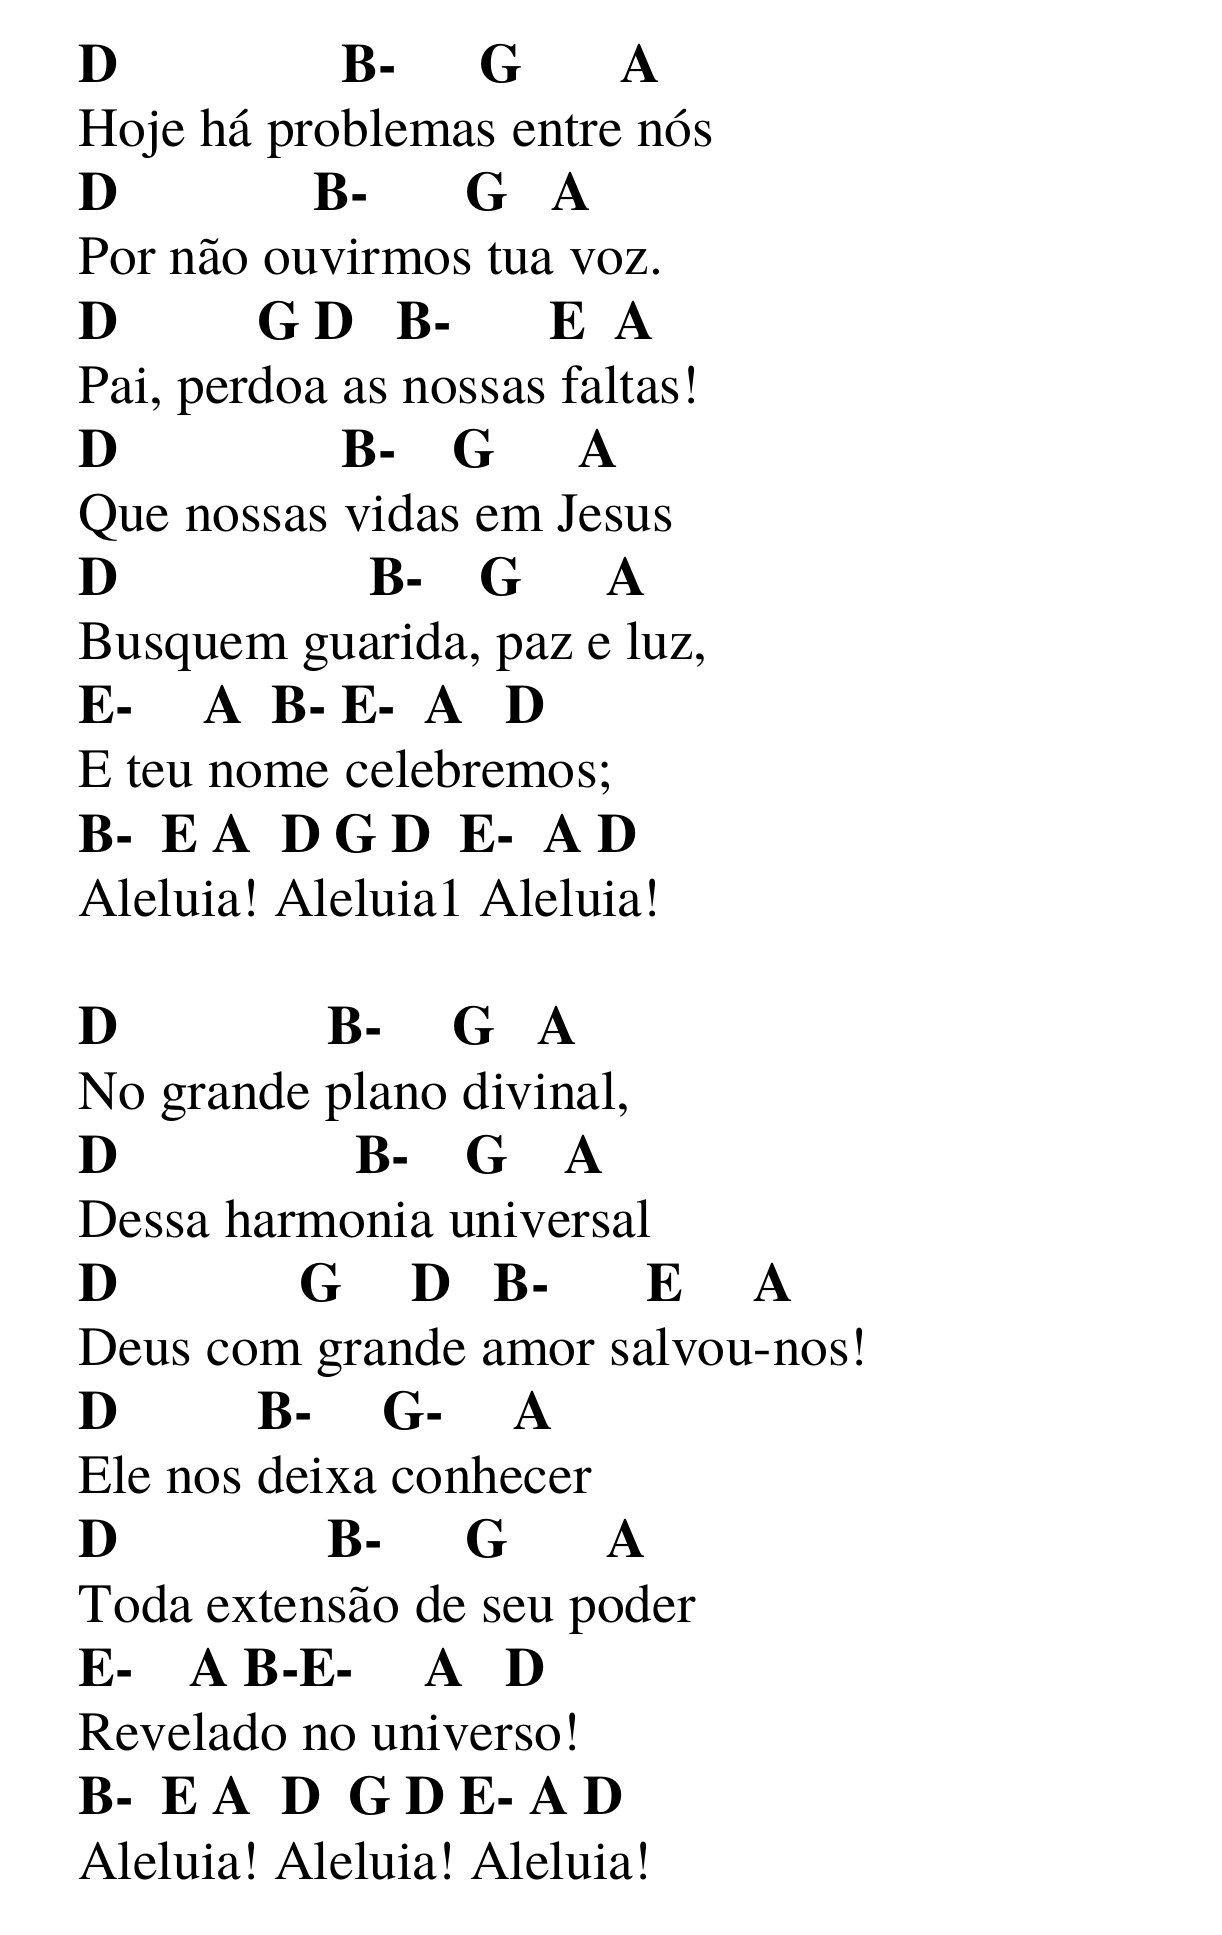 D                B-      G       A
Hoje há problemas entre nós
D              B-       G   A
Por não ouvirmos tua voz.
D          G D   B-       E  A
Pai, perdoa as nossas faltas!
D                B-    G      A
Que nossas vidas em Jesus
D                  B-    G      A
Busquem guarida, paz e luz,
E-     A  B- E-  A   D
E teu nome celebremos;
B-  E A  D G D  E-  A D
Aleluia! Aleluia1 Aleluia!

D               B-     G   A
No grande plano divinal,
D                 B-    G    A
Dessa harmonia universal
D             G     D   B-       E     A
Deus com grande amor salvou-nos!
D          B-     G-     A
Ele nos deixa conhecer
D               B-      G       A
Toda extensão de seu poder
E-    A B-E-     A   D
Revelado no universo!
B-  E A  D  G D E- A D
Aleluia! Aleluia! Aleluia!